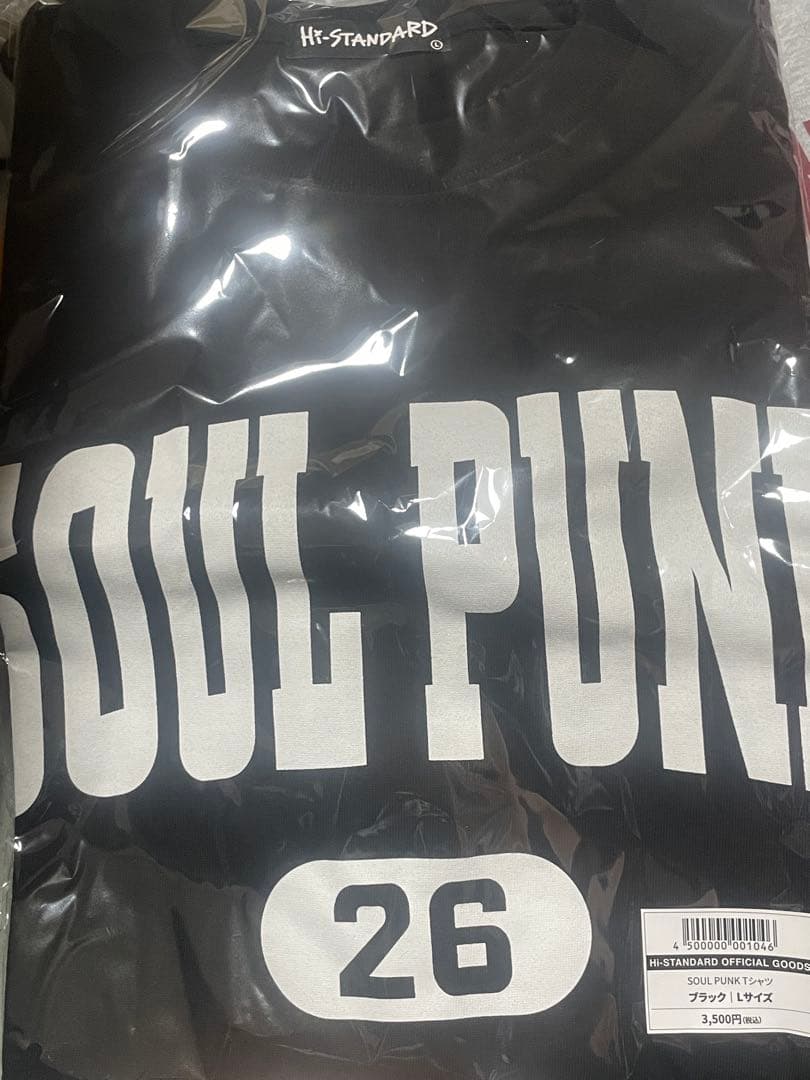 Hi-STANDARD
L
SOUL PUNK
26
4 500000 001046
Hi-STANDARD OFFICIAL GOODS
SOUL PUNK Tシャツ
ブラック｜Lサイズ
3,500円(税込)